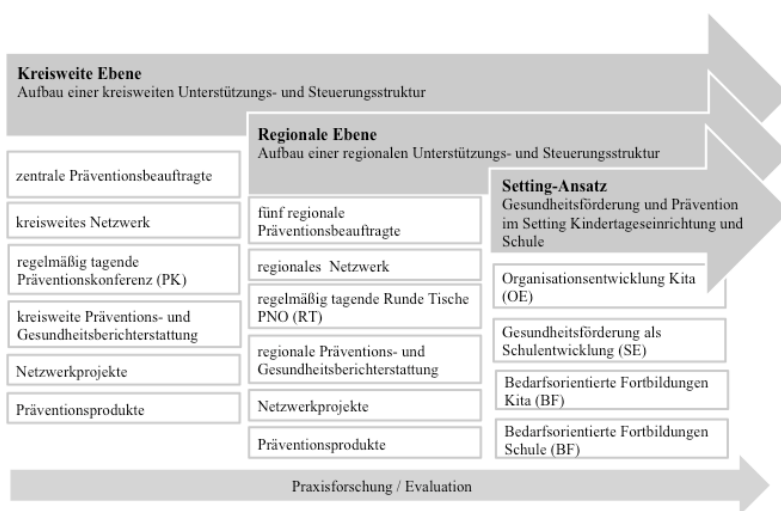 Kreisweite Ebene
Aufbau einer kreisweiten Unterstützungs- und Steuerungsstruktur
zentrale Präventionsbeauftragte
kreisweites Netzwerk
regelmäßig tagende
Präventionskonferenz (PK)
kreisweite Präventions- und
Gesundheitsberichterstattung
Netzwerkprojekte
Präventionsprodukte
Regionale Ebene
Aufbau einer regionalen Unterstützungs- und Steuerungsstruktur
fünf regionale
Präventionsbeauftragte
regionales Netzwerk
regelmäßig tagende Runde Tische
PNO (RT)
regionale Präventions- und
Gesundheitsberichterstattung
Netzwerkprojekte
Präventionsprodukte
Setting-Ansatz
Gesundheitsförderung und Prävention
im Setting Kindertageseinrichtung und
Schule
Organisationsentwicklung Kita
(OE)
Gesundheitsförderung als
Schulentwicklung (SE)
Bedarfsorientierte Fortbildungen
Kita (BF)
Bedarfsorientierte Fortbildungen
Schule (BF)
Praxisforschung / Evaluation